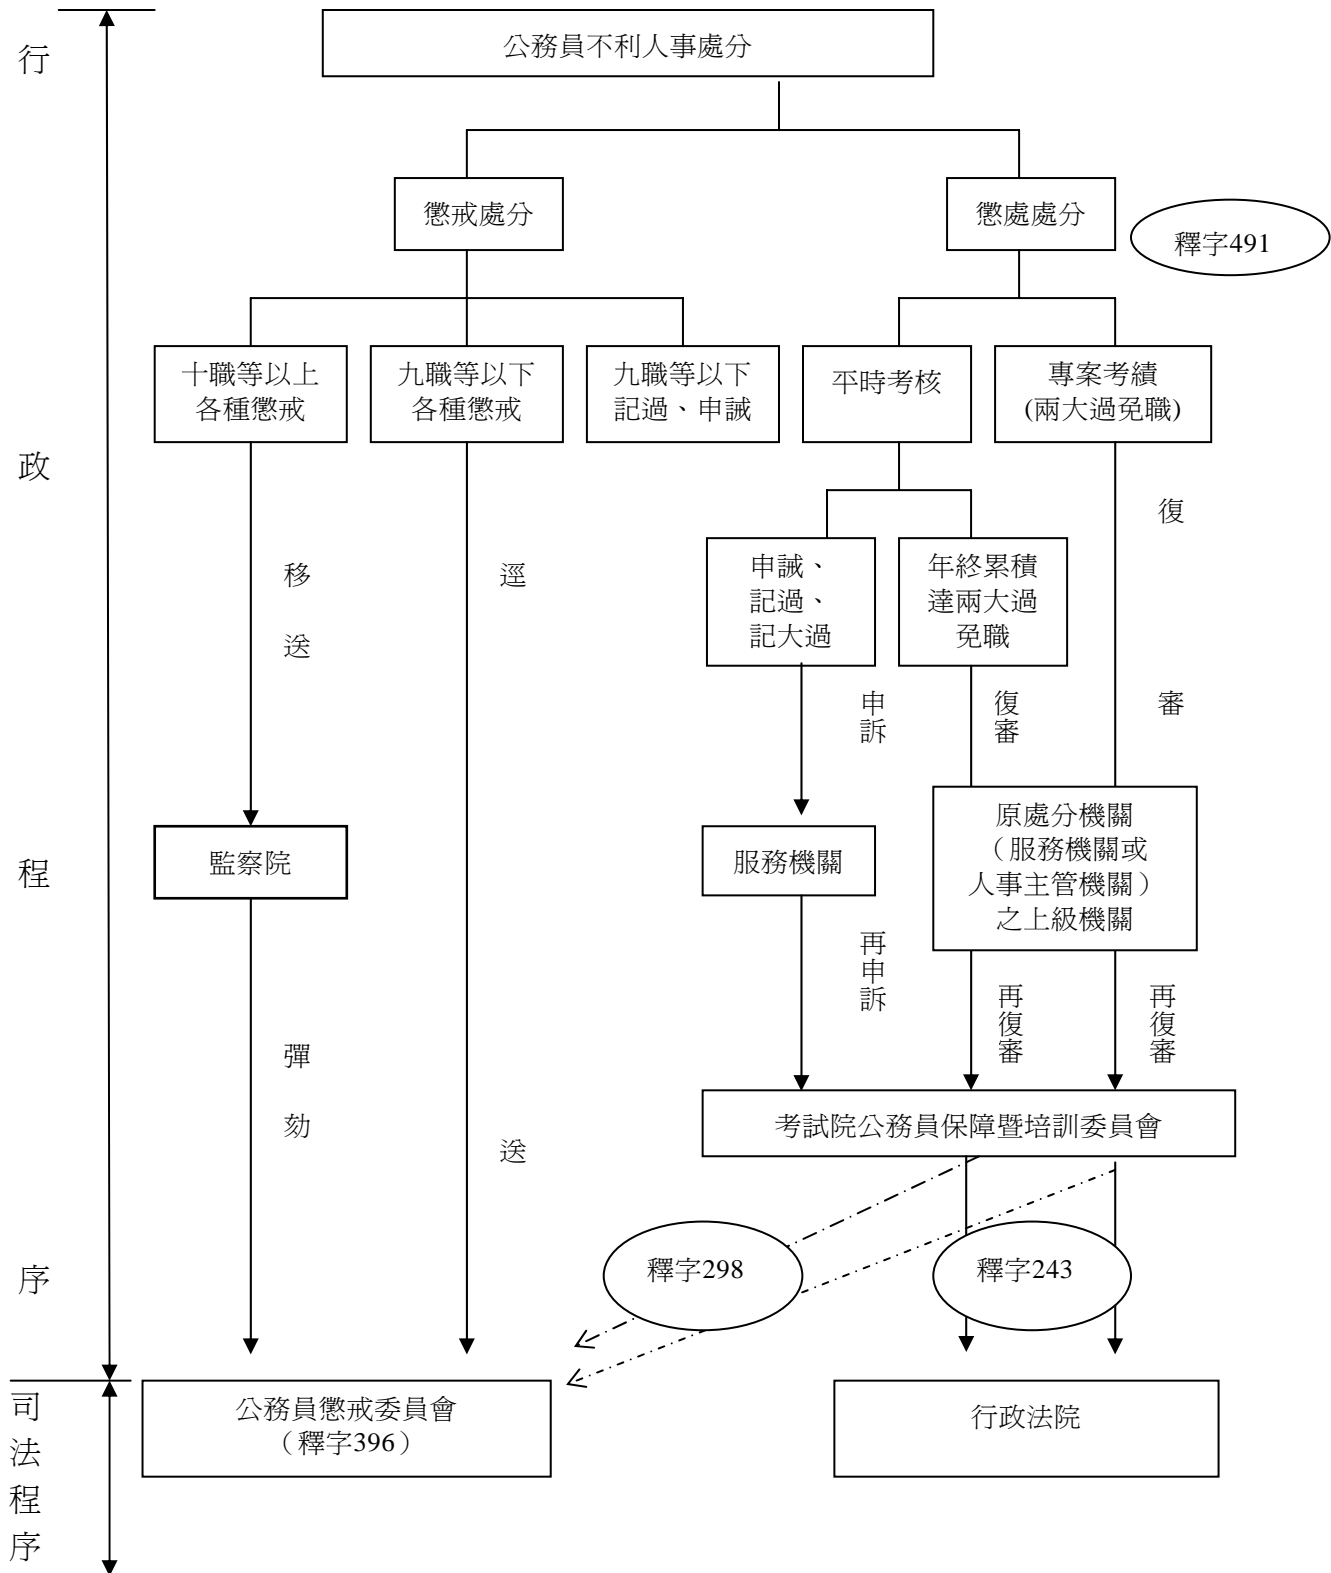 公務員不利人事處分
懲戒處分
懲處處分
釋字491
十職等以上
各種懲戒
九職等以下
各種懲戒
九職等以下
記過、申誡
平時考核
專案考績
(兩大過免職)
申誡、
記過、
記大過
年終累積
達兩大過
免職
移送
逕送
申訴
復審
復審
監察院
服務機關
原處分機關
（服務機關或
人事主管機關）
之上級機關
彈劾
再申訴
再復審
再復審
考試院公務員保障暨培訓委員會
釋字298
釋字243
公務員懲戒委員會
（釋字396）
行政法院
行政程序
司法程序